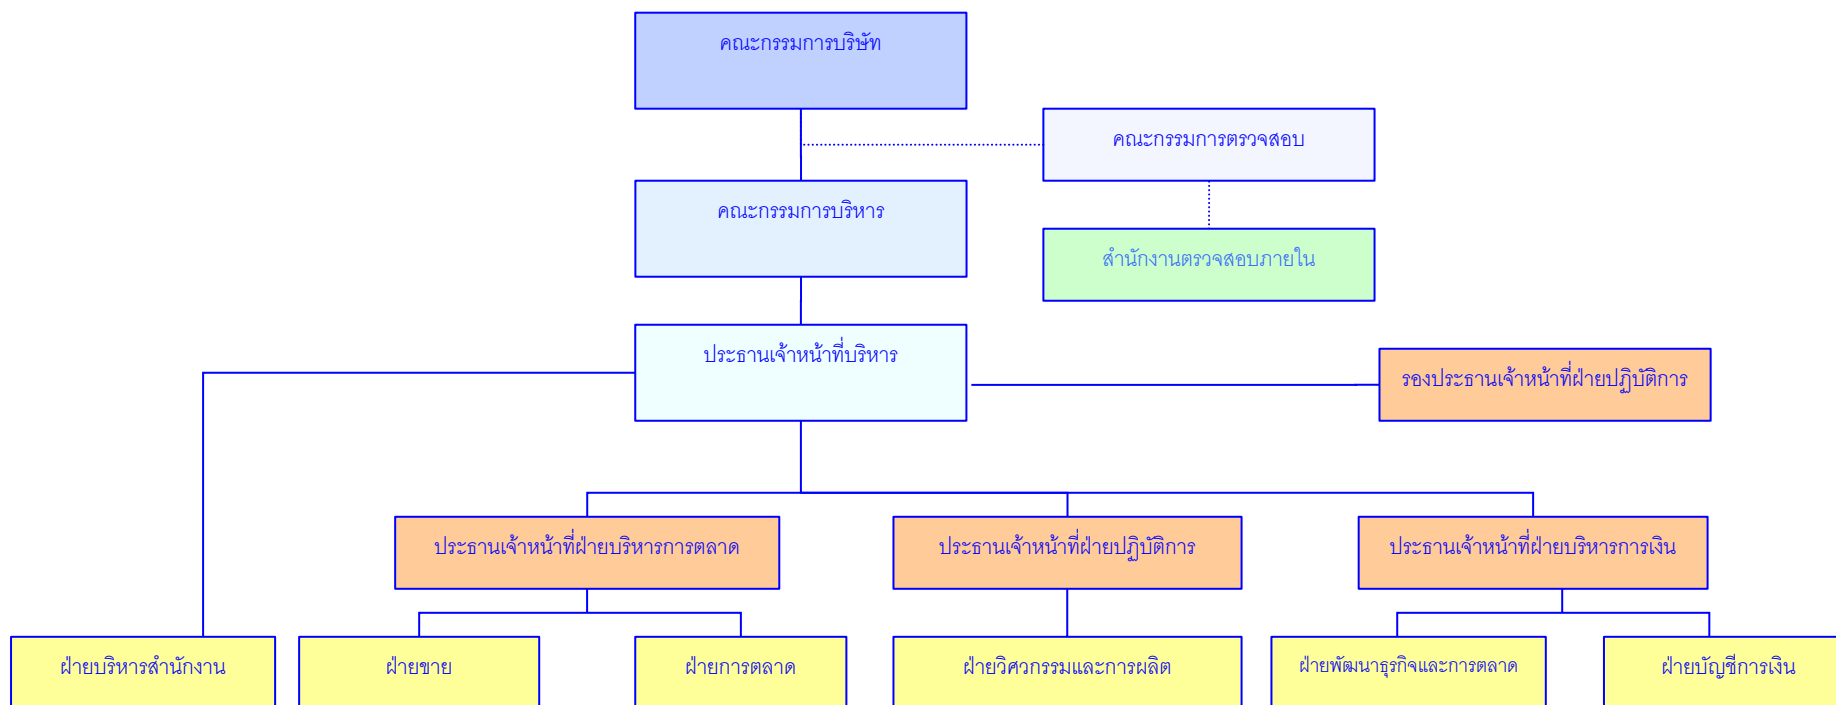 คณะกรรมการบริษัท
คณะกรรมการตรวจสอบ
คณะกรรมการบริหาร
สำนักงานตรวจสอบภายใน
ประธานเจ้าหน้าที่บริหาร
รองประธานเจ้าหน้าที่ฝ่ายปฏิบัติการ
ประธานเจ้าหน้าที่ฝ่ายบริหารการตลาด
ประธานเจ้าหน้าที่ฝ่ายปฏิบัติการ
ประธานเจ้าหน้าที่ฝ่ายบริหารการเงิน
ฝ่ายบริหารสำนักงาน
ฝ่ายขาย
ฝ่ายการตลาด
ฝ่ายวิศวกรรมและการผลิต
ฝ่ายพัฒนาธุรกิจและการตลาด
ฝ่ายบัญชีการเงิน